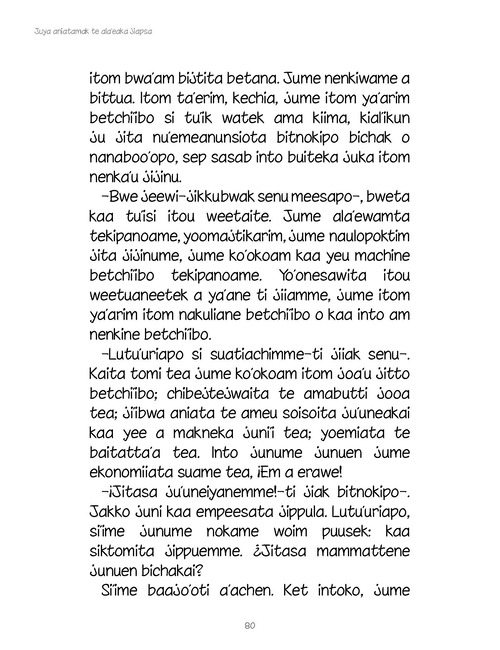 Juya aniatamak te ala'eaka jiapsa
itom bwa'am bijtita betana. Jume nenkiwame a
bittua. Itom ta'erim, kechia, jume itom ya'arim
betchi'ibo si tu'ik watek ama kiima, kialikun
ju jita nu'emeanunsiota bitnokipo bichak o
nanaboo'opo, sep sasab into buiteka juka itom
nenka'u jijinu.
–Bwe jeewi–jikkubwak senu meesapo–, bweta
kaa tu'isi itou weetaite. Jume ala'ewamta
tekipanoame, yoomajtikarim, jume naulopoktim
jita jijinume, jume ko'okoam kaa yeu machine
betchi'ibo tekipanoame. Yo'onesawita itou
weetuaneetek a ya'ane ti jiiamme, jume itom
ya'arim itom nakuliane betchi'ibo o kaa into am
nenkine betchi'ibo.
–Lutu'uriapo si suatiachimme–ti jiiak senu–.
Kaita tomi tea jume ko'okoam itom joa'u jitto
betchi'ibo; chibejtejwaita te amabutti jooa
tea; jiibwa aniata te ameu soisoita ju'uneakai
kaa yee a makneka juni'i tea; yoemiata te
baitatta'a tea. Into junume junuen jume
ekonomiiata suame tea, ¡Em a erawe!
–¡Jitasa ju'uneiyanemme!–ti jiak bitnokipo–.
Jakko juni kaa empeesata jippula. Lutu'uriapo,
si'ime junume nokame woim puusek: kaa
siktomita jippuemme. ¿Jitasa mammattene
junuen bichakai?
Si'ime baajo'oti a'achen. Ket intoko, jume
80